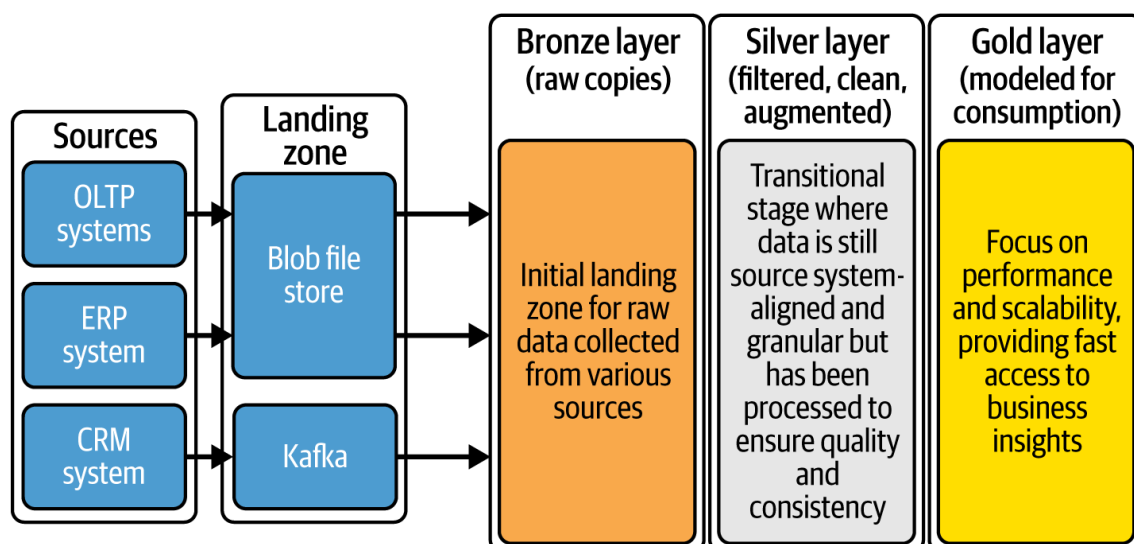 Sources
OLTP
systems
ERP
system
CRM
system
Landing
zone
Blob file
store
Kafka
Bronze layer
(raw copies)
Initial landing
zone for raw
data collected
from various
sources
Silver layer
(filtered, clean,
augmented)
Transitional
stage where
data is still
source system-
aligned and
granular but
has been
processed to
ensure quality
and
consistency
Gold layer
(modeled for
consumption)
Focus on
performance
and scalability,
providing fast
access to
business
insights